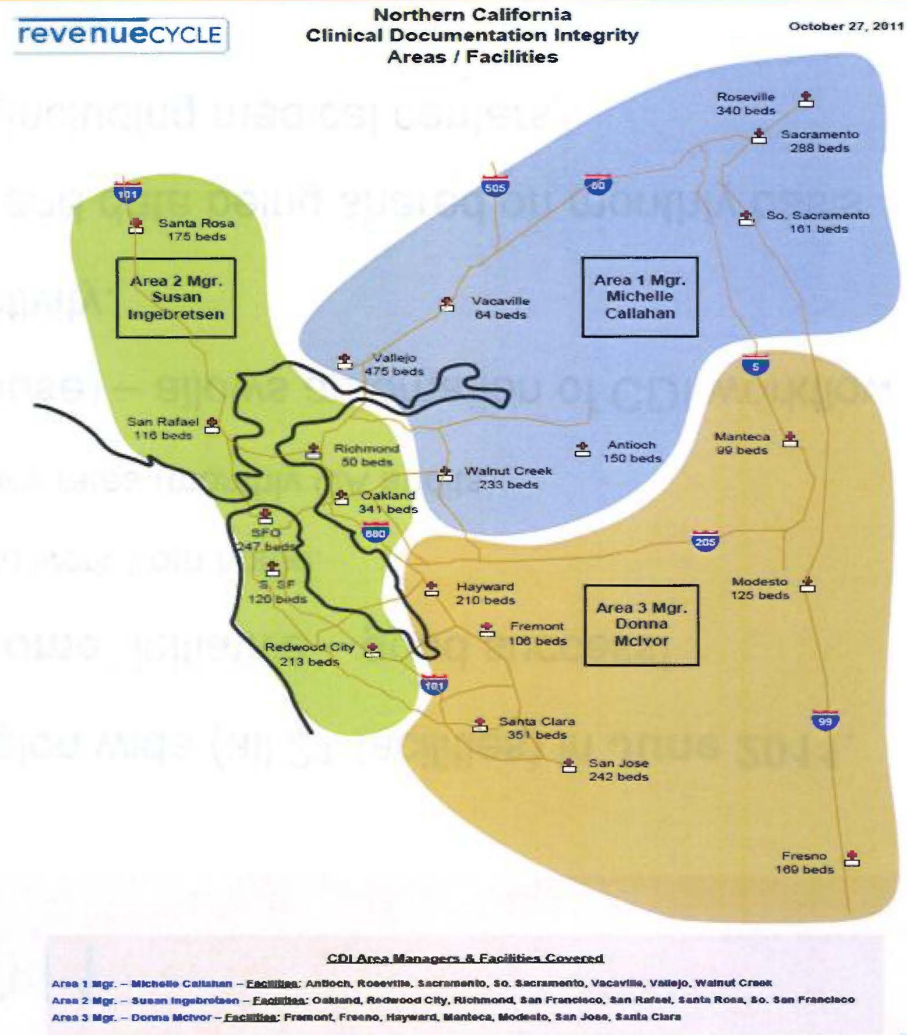 revenueCYCLE
Northern California
Clinical Documentation Integrity
Areas / Facilities
October 27, 2011
Roseville
340 beds
Sacramento
288 beds
101
505
80
Santa Rosa
175 beds
So. Sacramento
161 beds
Area 2 Mgr.
Susan
Ingebretsen
Area 1 Mgr.
Michelle
Callahan
Vacaville
64 beds
Vallejo
475 beds
5
San Rafael
116 beds
Richmond
50 beds
Antioch
150 beds
Manteca
99 beds
Walnut Creek
233 beds
Oakland
341 beds
SFO
247 beds
680
205
S. SF
120 beds
Hayward
210 beds
Modesto
125 beds
Area 3 Mgr.
Donna
McIvor
Fremont
106 beds
Redwood City
213 beds
101
99
Santa Clara
351 beds
San Jose
242 beds
Fresno
169 beds
CDI Area Managers & Facilities Covered
Area 1 Mgr. – Michelle Callahan – Facilities: Antioch, Roseville, Sacramento, So. Sacramento, Vacaville, Vallejo, Walnut Creek
Area 2 Mgr. – Susan Ingebretsen – Facilities: Oakland, Redwood City, Richmond, San Francisco, San Rafael, Santa Rosa, So. San Francisco
Area 3 Mgr. – Donna McIvor – Facilities: Fremont, Fresno, Hayward, Manteca, Modesto, San Jose, Santa Clara